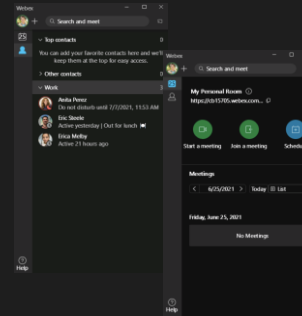 Webex
Search and meet
Top contacts 0
You can add your favorite contacts here and we'll
keep them at the top for easy access.
Other contacts 0
Work 3
Anita Perez
Do not disturb until 7/7/2021, 11:53 AM
Eric Steele
Active yesterday | Out for lunch
Erica Melby
Active 21 hours ago
Help
Webex
Search and meet
My Personal Room
https://cb15705.webex.com...
Start a meeting Join a meeting Schedu
Meetings
6/25/2021 Today List
Friday, June 25, 2021
No Meetings
Help